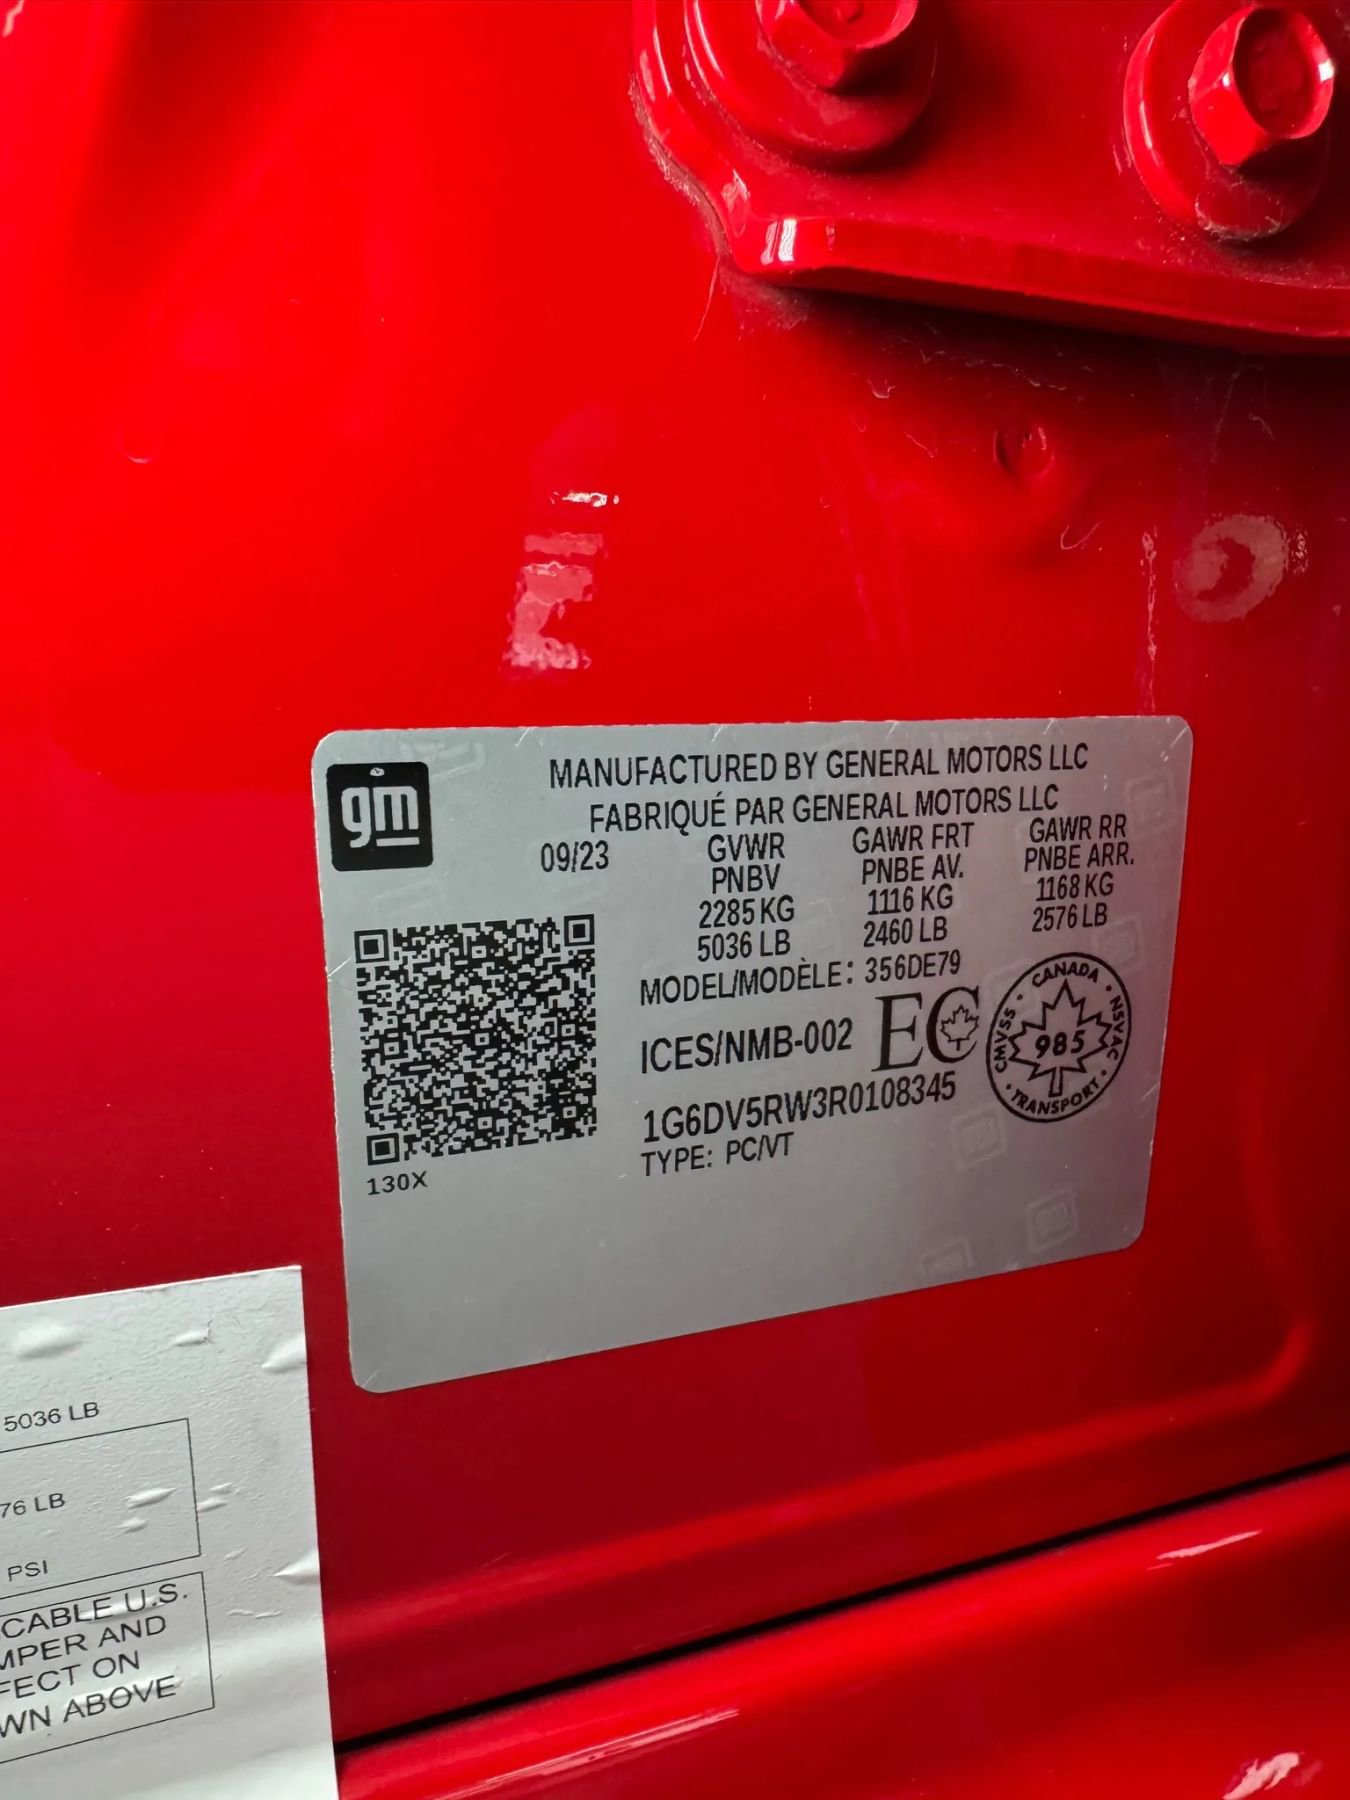 gm
MANUFACTURED BY GENERAL MOTORS LLC
FABRIQUÉ PAR GENERAL MOTORS LLC
09/23
GVWR
PNBV
2285 KG
5036 LB
GAWR FRT
PNBE AV.
1116 KG
2460 LB
GAWR RR
PNBE ARR.
1168 KG
2576 LB
MODEL/MODÈLE: 356DE79
ICES/NMB-002
EC
CANADA
CMVSS
NSVAC
985
TRANSPORT
1G6DV5RW3R0108345
TYPE: PC/VT
130X
5036 LB
76 LB
PSI
CABLE U.S.
MPER AND
FECT ON
WN ABOVE